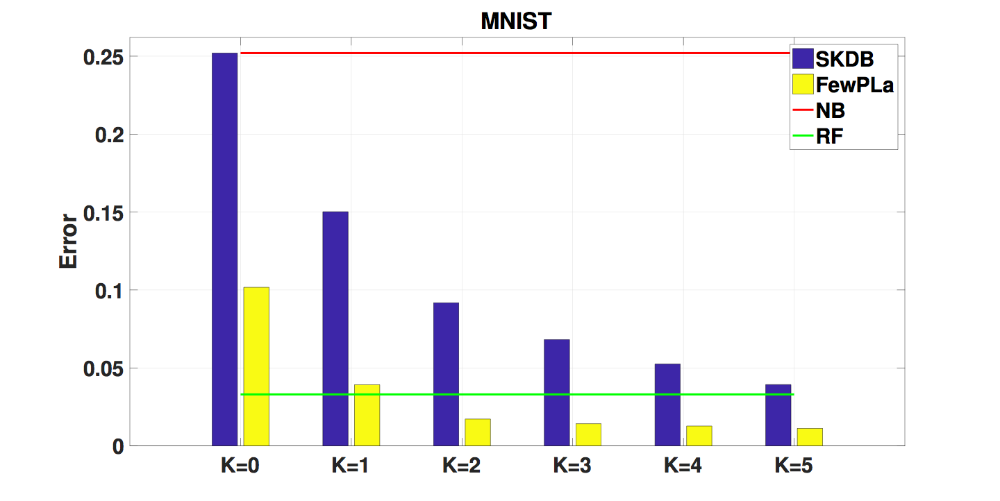 MNIST
SKDB
FewPLa
NB
RF
Error
0.25
0.2
0.15
0.1
0.05
0
K=0 K=1 K=2 K=3 K=4 K=5